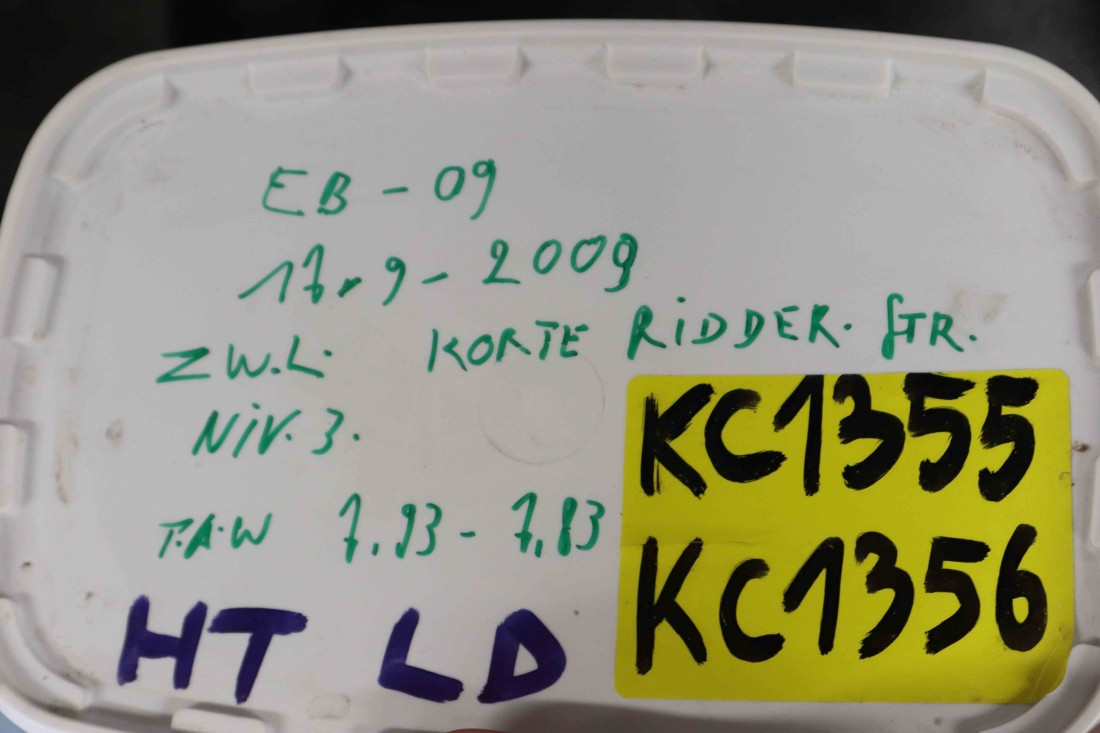 EB - 09
17-9-2009
ZW.L. KORTE RIDDER. STR.
NIV. 3.
T.A.W 7,93 - 7,83
HT LD
KC1355
KC1356